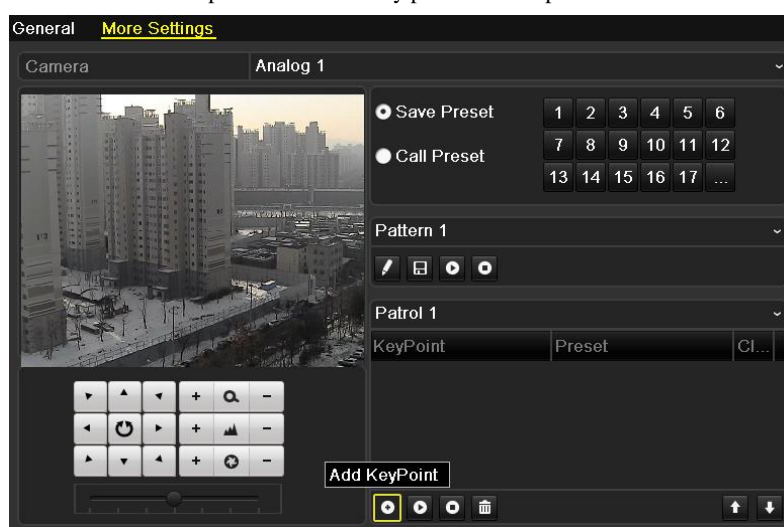 General More Settings
Camera Analog 1
Save Preset
Call Preset
1 2 3 4 5 6
7 8 9 10 11 12
13 14 15 16 17 ...
Pattern 1
Patrol 1
KeyPoint Preset Cl...
Add KeyPoint